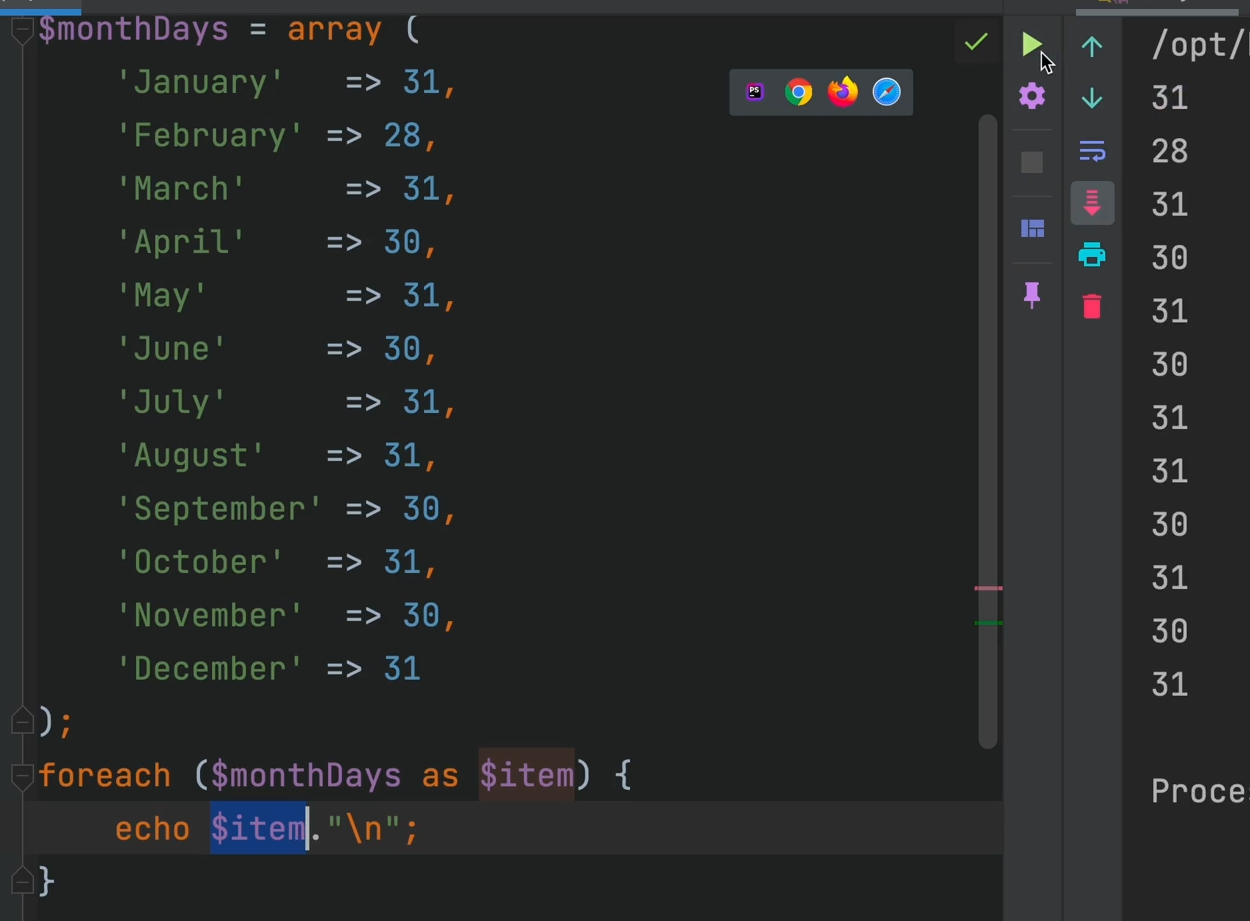 $monthDays = array (
    'January'   => 31,
    'February' => 28,
    'March'     => 31,
    'April'    => 30,
    'May'       => 31,
    'June'     => 30,
    'July'      => 31,
    'August'   => 31,
    'September' => 30,
    'October'  => 31,
    'November'  => 30,
    'December' => 31
);
foreach ($monthDays as $item) {
    echo $item."\n";
}
PS
/opt/
31
28
31
30
31
30
31
31
30
31
30
31
Proce